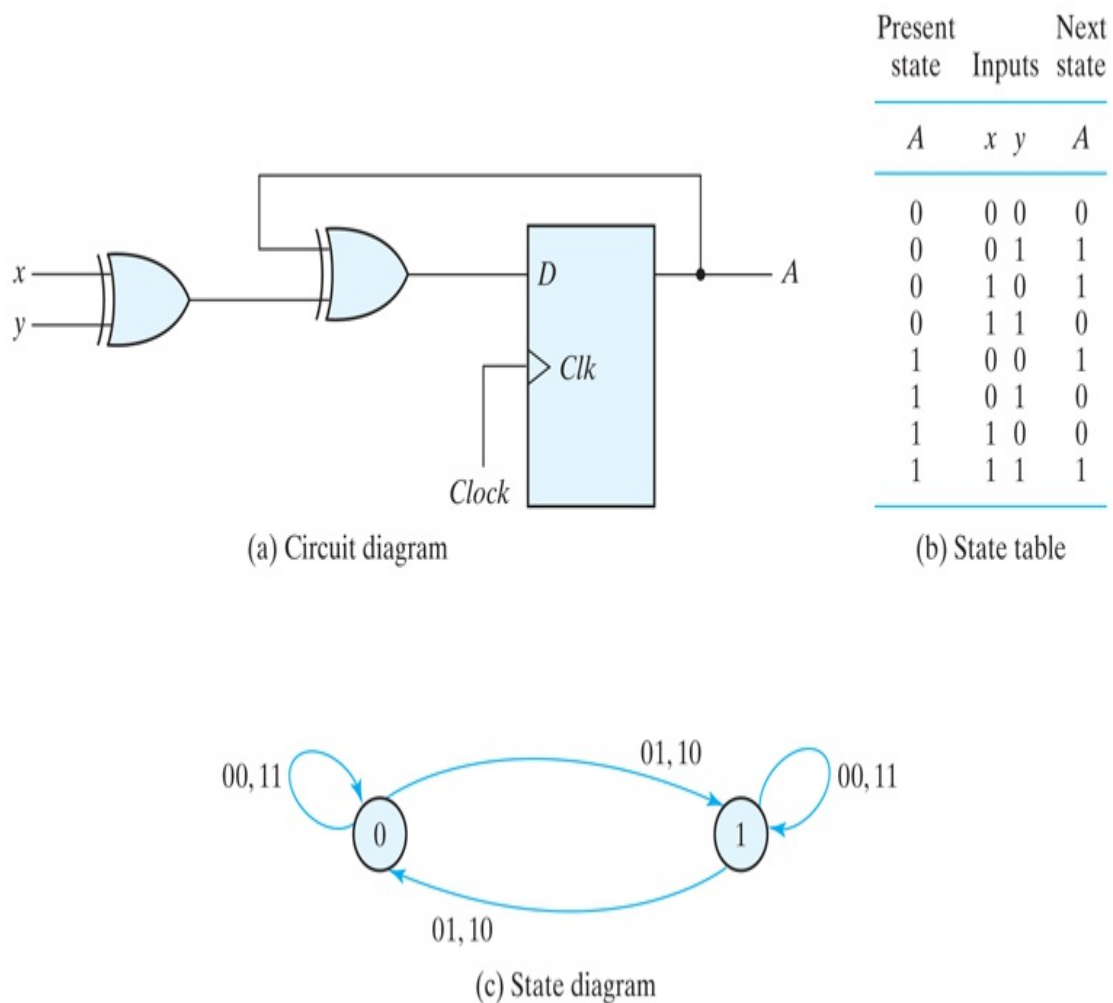 x
y
D
A
Clk
Clock
(a) Circuit diagram
Present Next
state Inputs state
A x y A
0 0 0 0
0 0 1 1
0 1 0 1
0 1 1 0
1 0 0 1
1 0 1 0
1 1 0 0
1 1 1 1
(b) State table
00, 11
01, 10
00, 11
0
1
01, 10
(c) State diagram